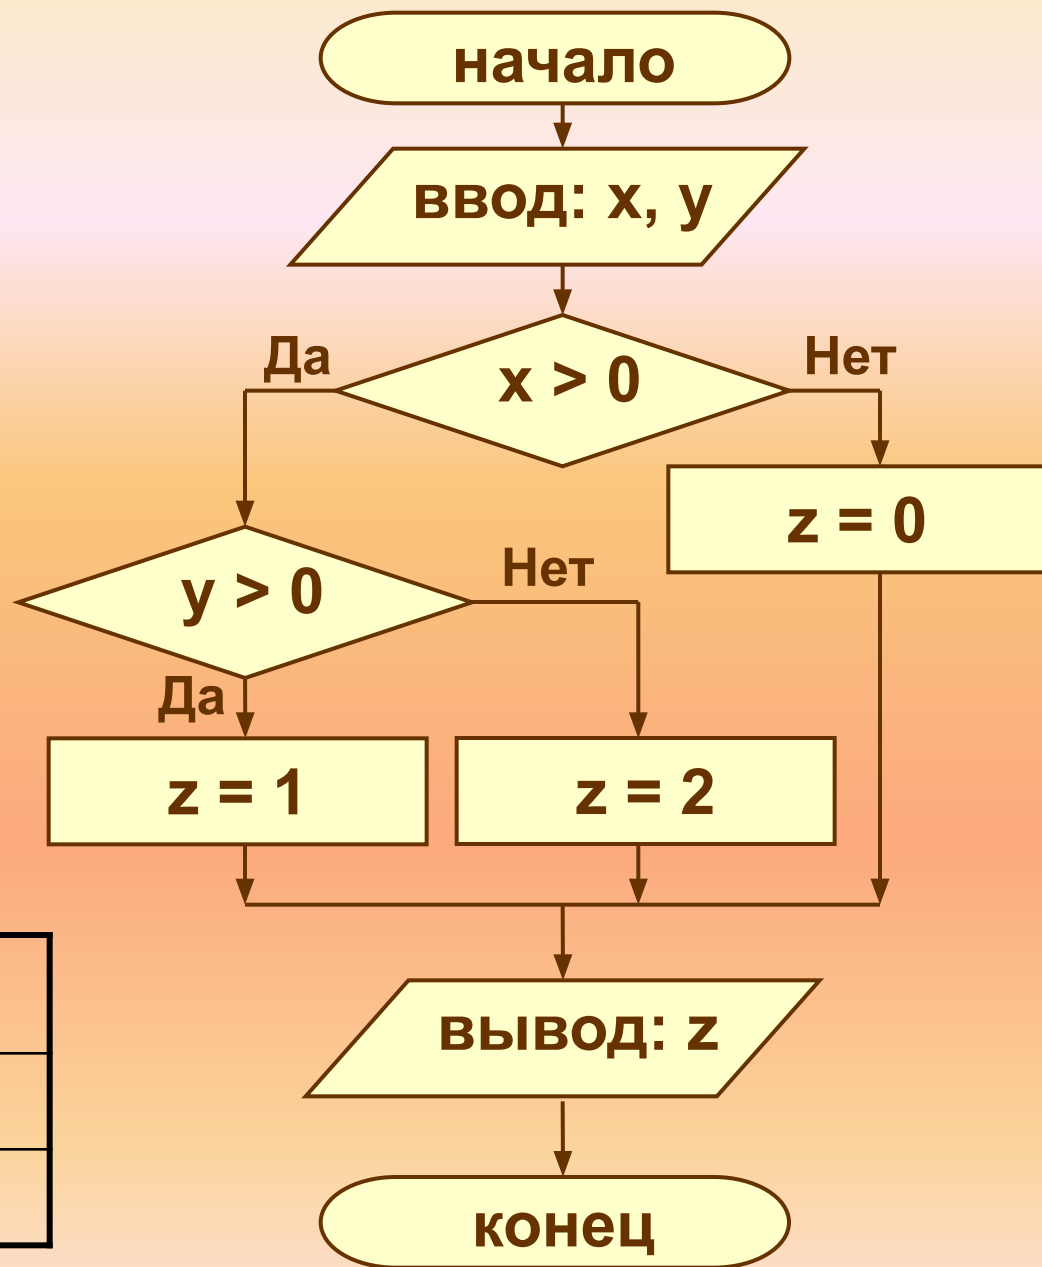 начало
ввод: x, y
Да
Нет
x > 0
z = 0
y > 0
Нет
Да
z = 1
z = 2
вывод: z
конец